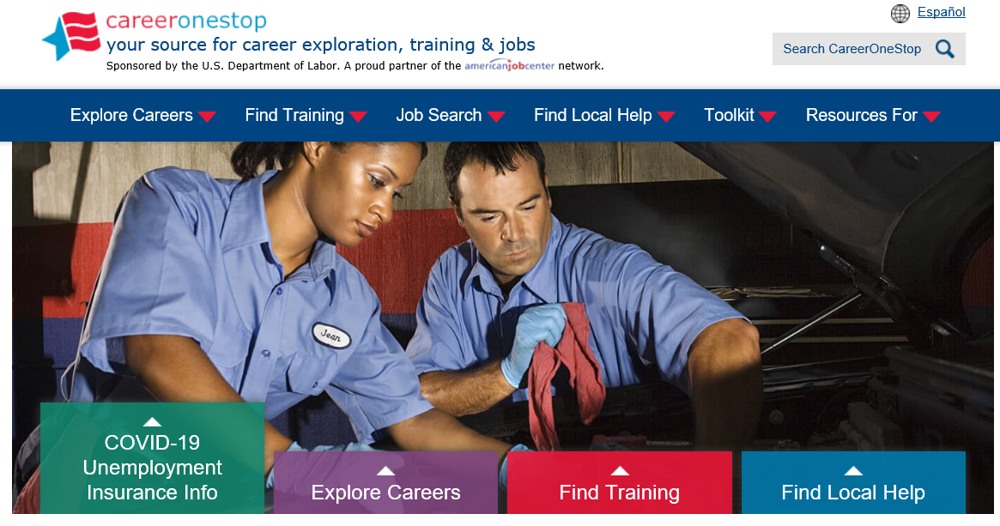 Español
careeronestop
your source for career exploration, training & jobs
Sponsored by the U.S. Department of Labor. A proud partner of the americanjobcenter network.
Search CareerOneStop
Explore Careers Find Training Job Search Find Local Help Toolkit Resources For
Jean
COVID-19
Unemployment
Insurance Info
Explore Careers
Find Training
Find Local Help